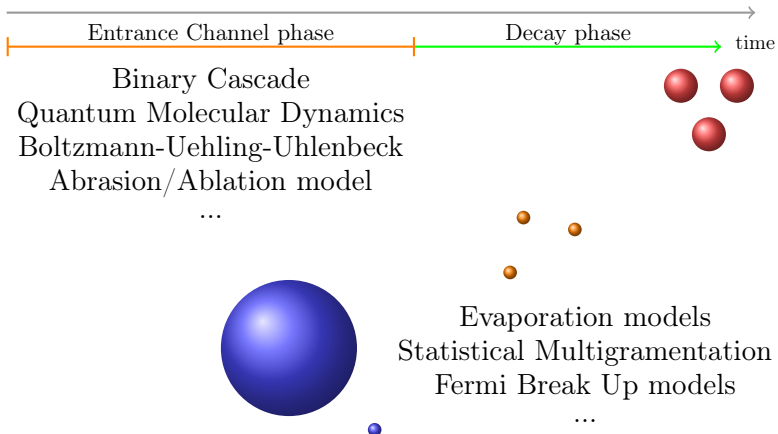 Entrance Channel phase
Decay phase
time
Binary Cascade
Quantum Molecular Dynamics
Boltzmann-Uehling-Uhlenbeck
Abrasion/Ablation model
...
Evaporation models
Statistical Multigramentation
Fermi Break Up models
...